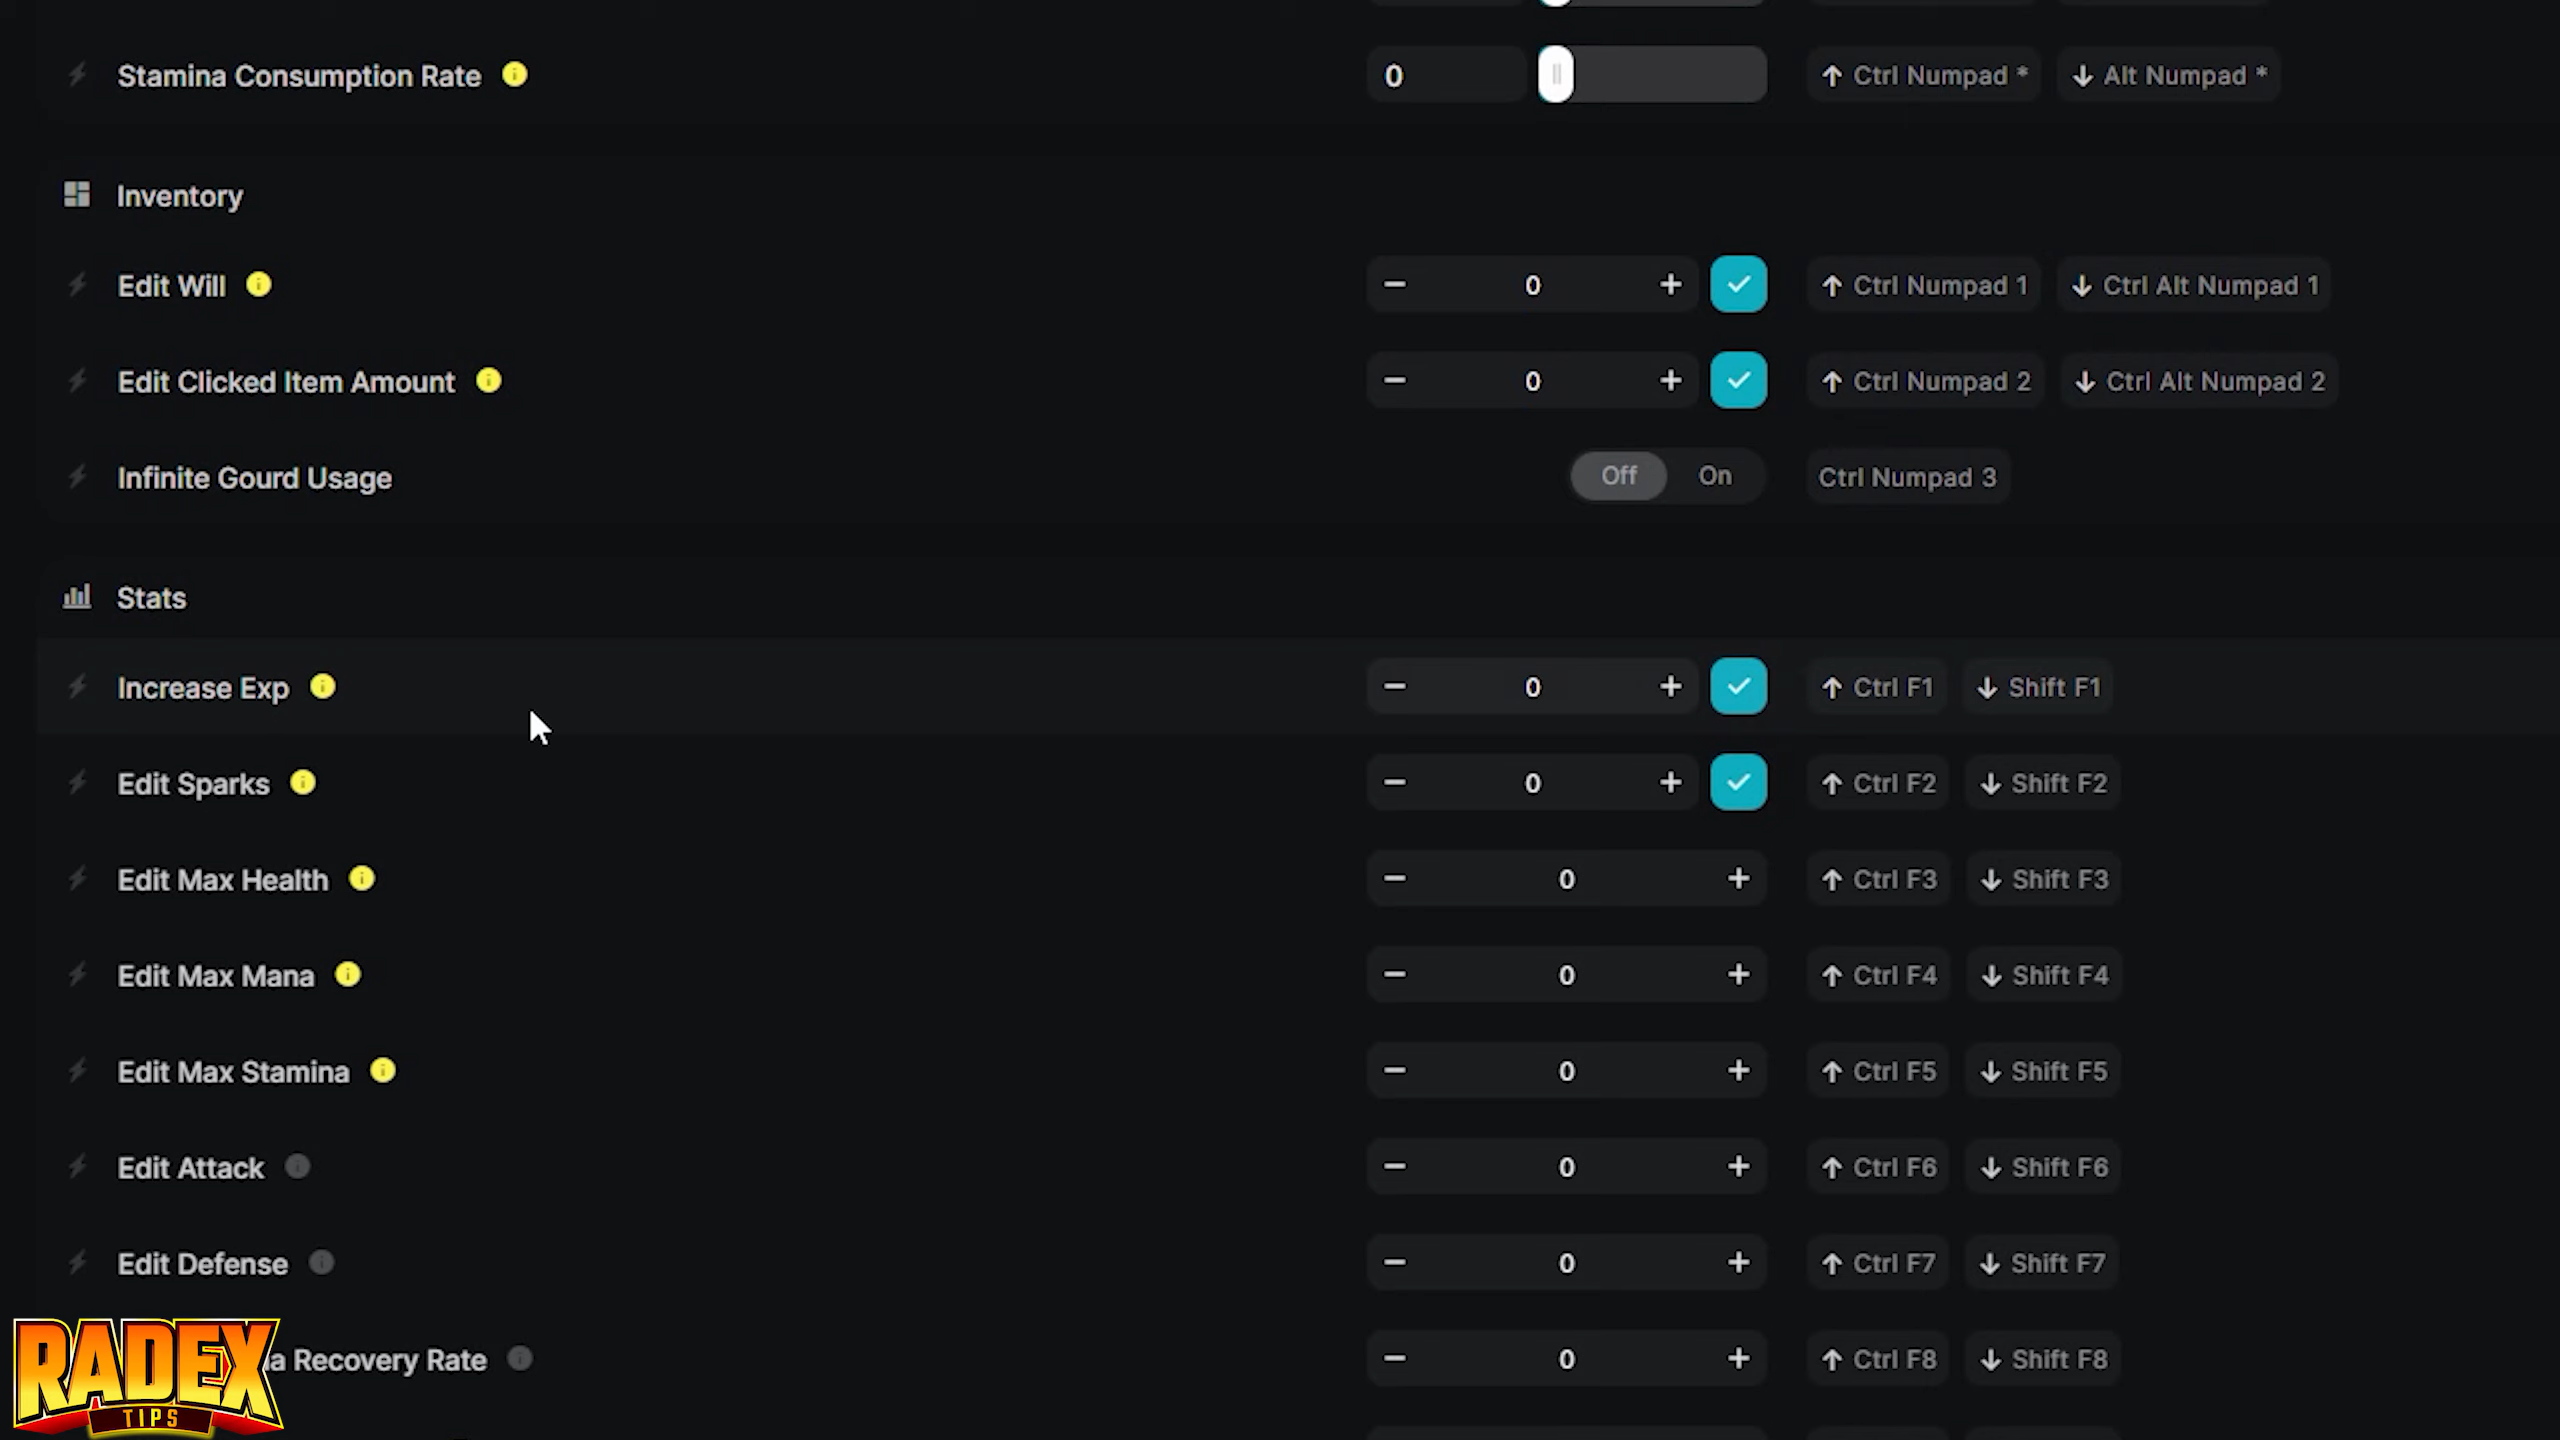 Stamina Consumption Rate 0 Ctrl Numpad * Alt Numpad *
Inventory
Edit Will 0 Ctrl Numpad 1 Ctrl Alt Numpad 1
Edit Clicked Item Amount 0 Ctrl Numpad 2 Ctrl Alt Numpad 2
Infinite Gourd Usage Off On Ctrl Numpad 3
Stats
Increase Exp 0 Ctrl F1 Shift F1
Edit Sparks 0 Ctrl F2 Shift F2
Edit Max Health 0 Ctrl F3 Shift F3
Edit Max Mana 0 Ctrl F4 Shift F4
Edit Max Stamina 0 Ctrl F5 Shift F5
Edit Attack 0 Ctrl F6 Shift F6
Edit Defense 0 Ctrl F7 Shift F7
Recovery Rate 0 Ctrl F8 Shift F8
RADEX
TIPS